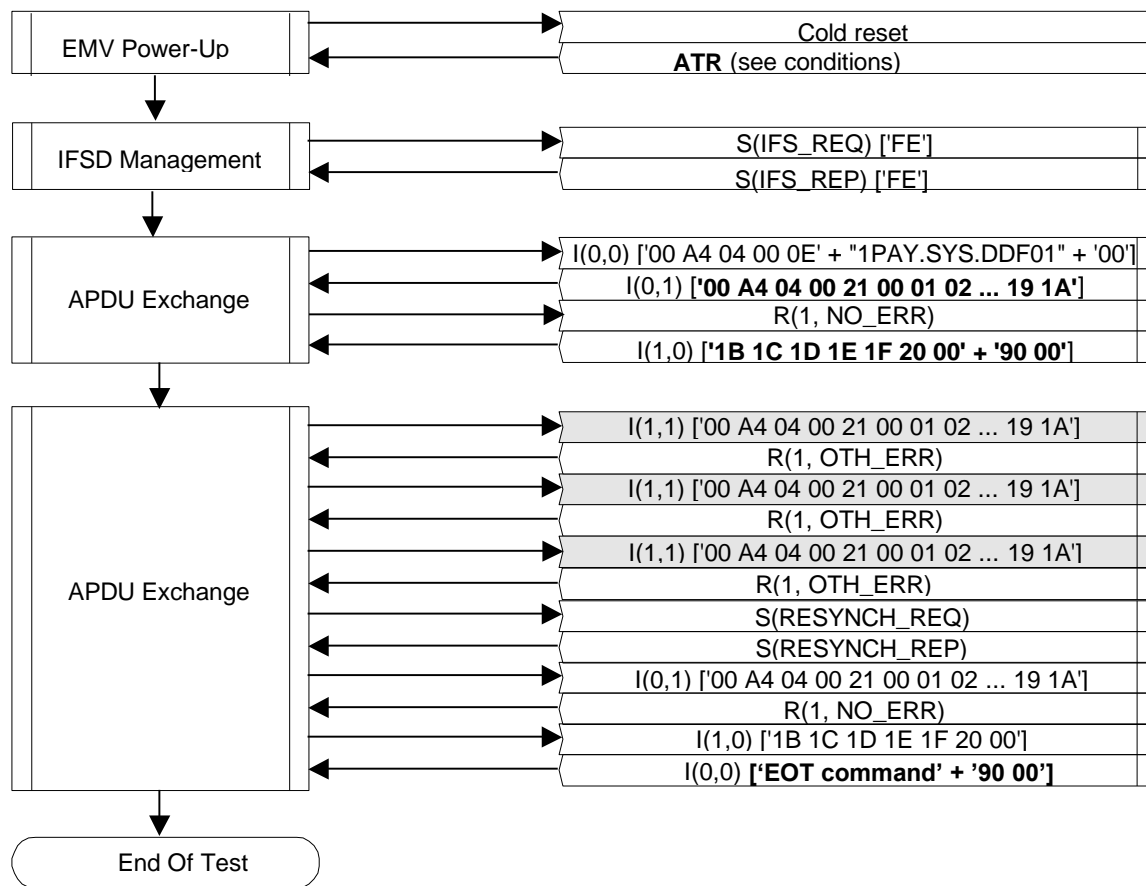 EMV Power-Up
Cold reset
ATR (see conditions)
IFSD Management
S(IFS_REQ) ['FE']
S(IFS_REP) ['FE']
APDU Exchange
I(0,0) ['00 A4 04 00 0E' + "1PAY.SYS.DDF01" + '00']
I(0,1) ['00 A4 04 00 21 00 01 02 ... 19 1A']
R(1, NO_ERR)
I(1,0) ['1B 1C 1D 1E 1F 20 00' + '90 00']
APDU Exchange
I(1,1) ['00 A4 04 00 21 00 01 02 ... 19 1A']
R(1, OTH_ERR)
I(1,1) ['00 A4 04 00 21 00 01 02 ... 19 1A']
R(1, OTH_ERR)
I(1,1) ['00 A4 04 00 21 00 01 02 ... 19 1A']
R(1, OTH_ERR)
S(RESYNCH_REQ)
S(RESYNCH_REP)
I(0,1) ['00 A4 04 00 21 00 01 02 ... 19 1A']
R(1, NO_ERR)
I(1,0) ['1B 1C 1D 1E 1F 20 00']
I(0,0) [‘EOT command’ + ’90 00’]
End Of Test